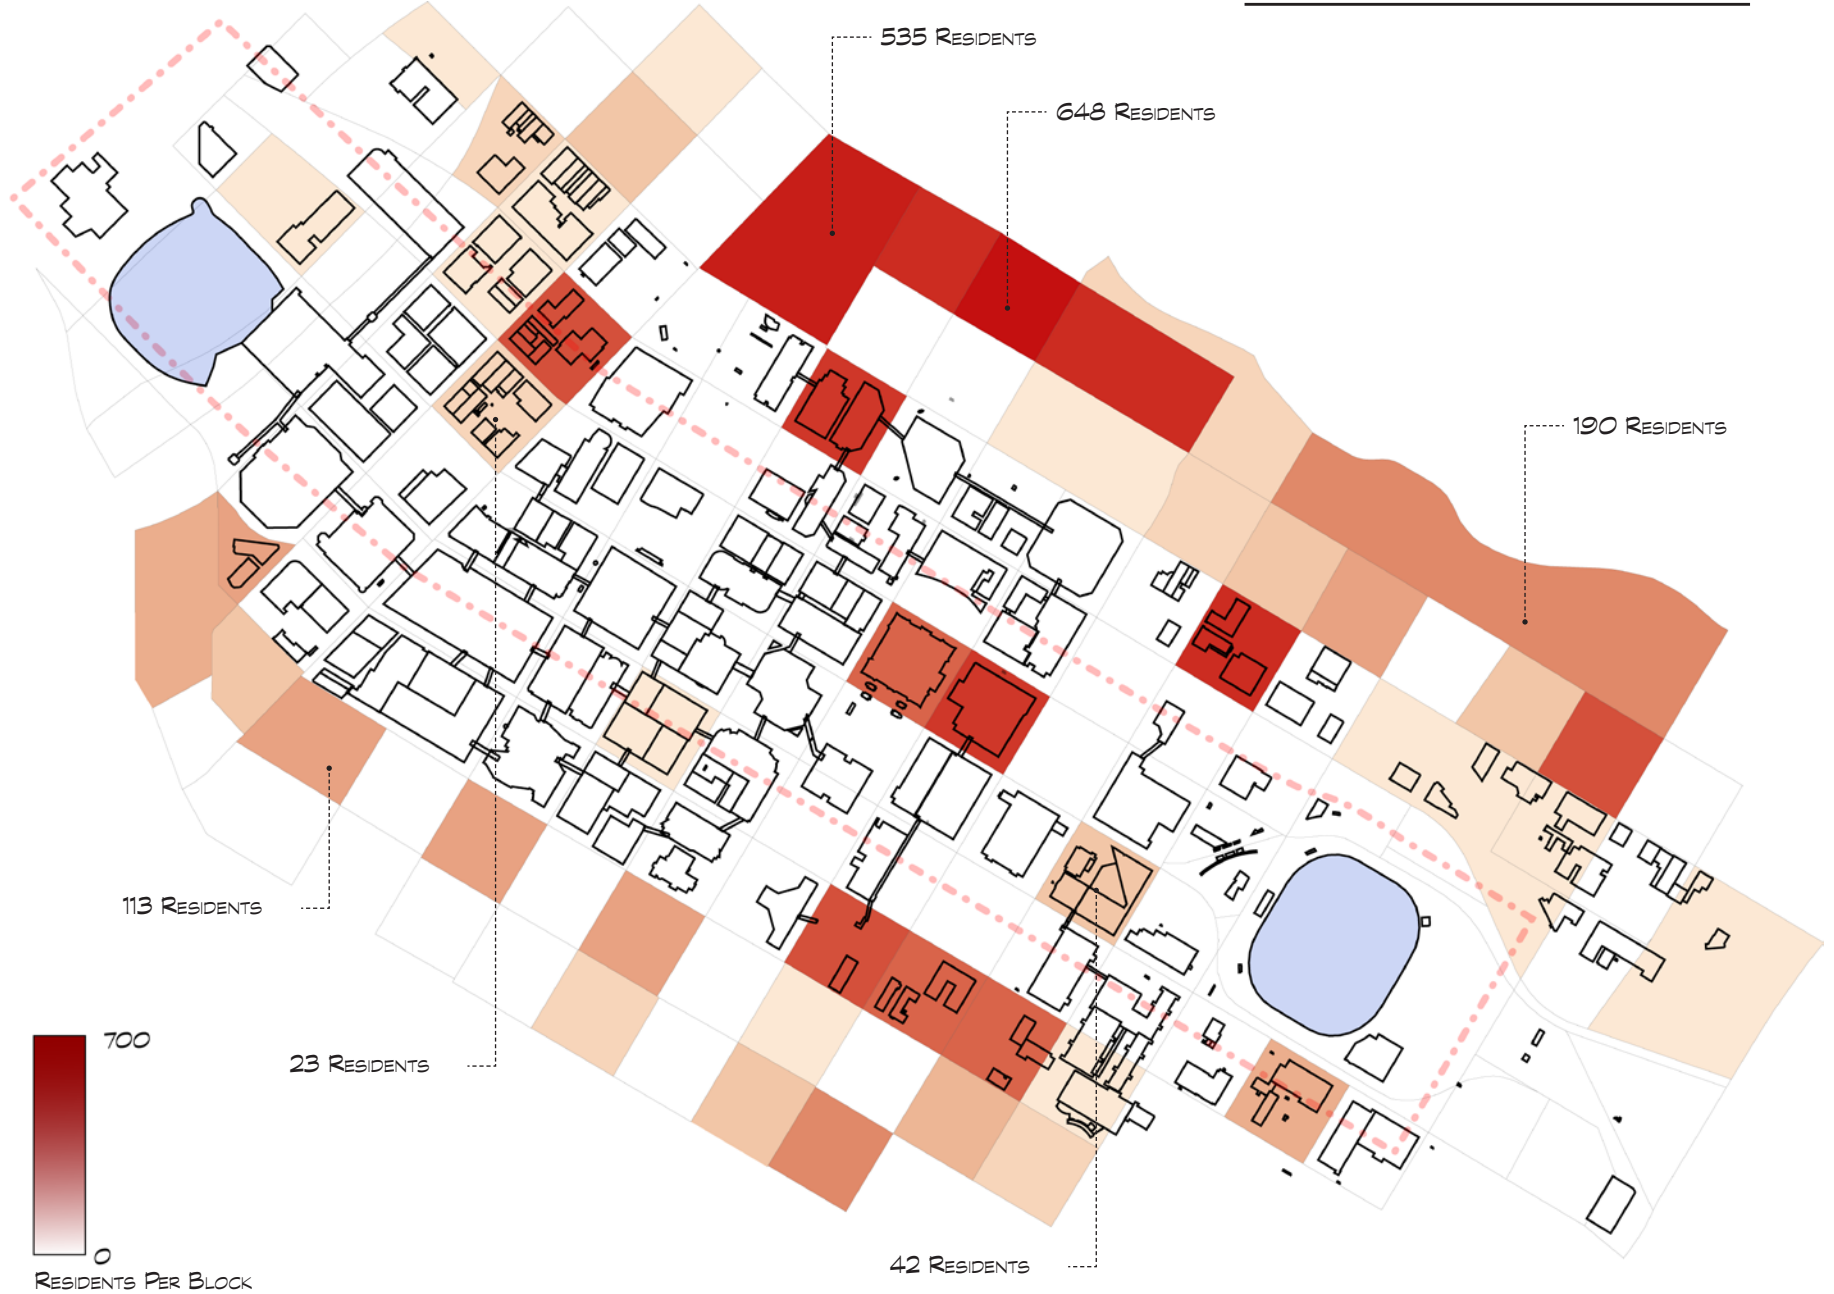 535 Residents
648 Residents
190 Residents
113 Residents
23 Residents
42 Residents
700
0
Residents Per Block